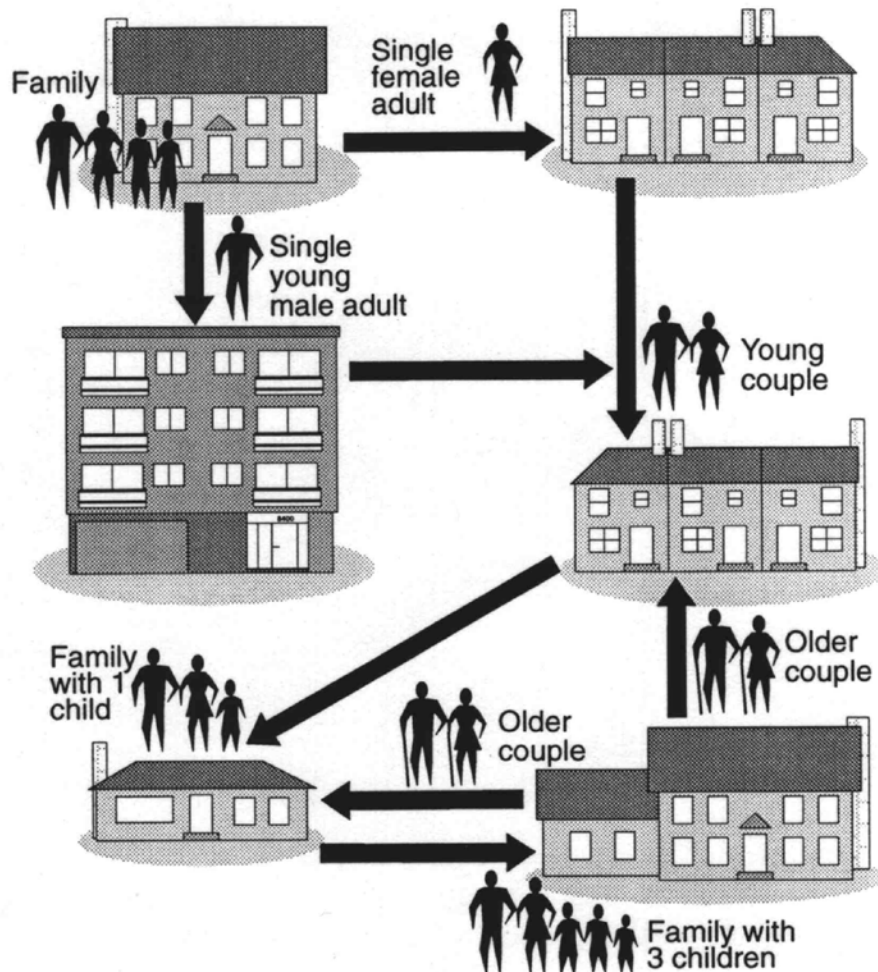 Family
Single
female
adult
Single
young
male adult
Young
couple
8400
Family
with 1
child
Older
couple
Older
couple
Family with
3 children